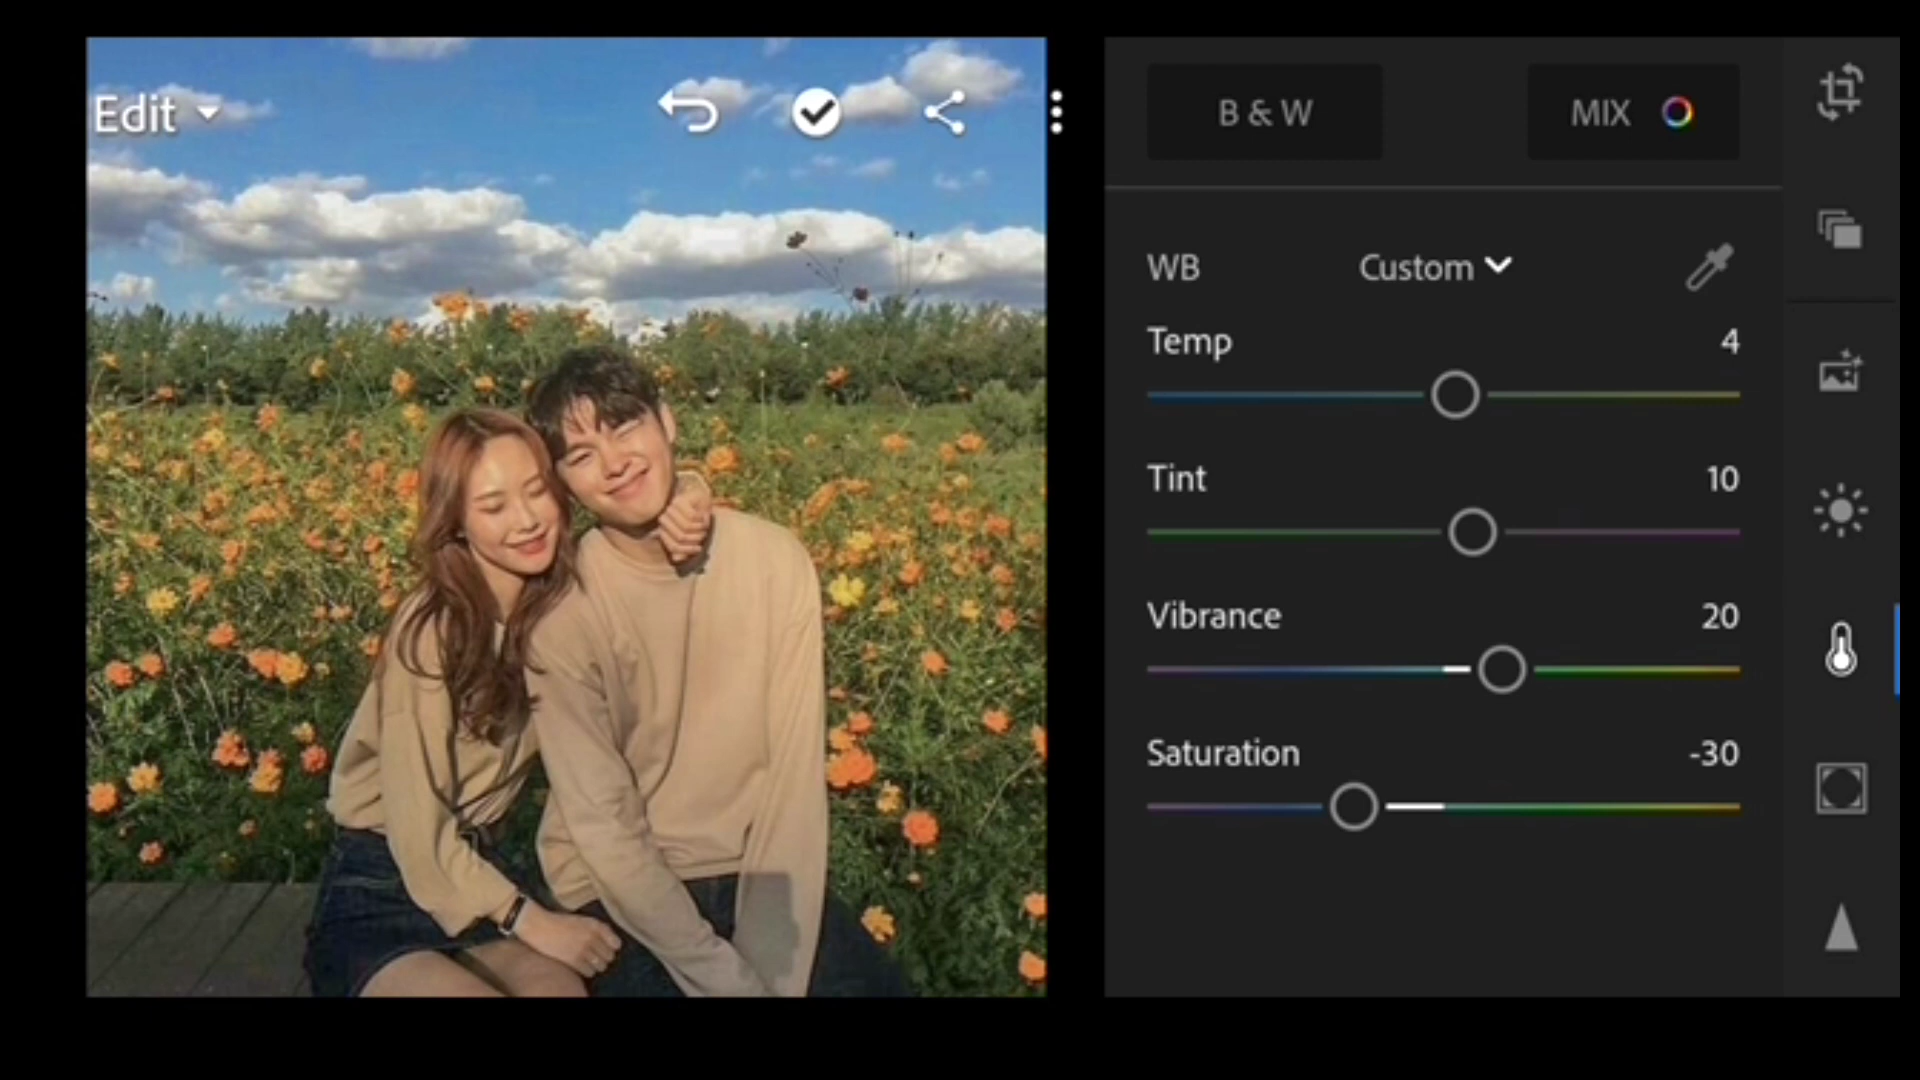 Edit
B & W
MIX
WB Custom
Temp 4
Tint 10
Vibrance 20
Saturation -30